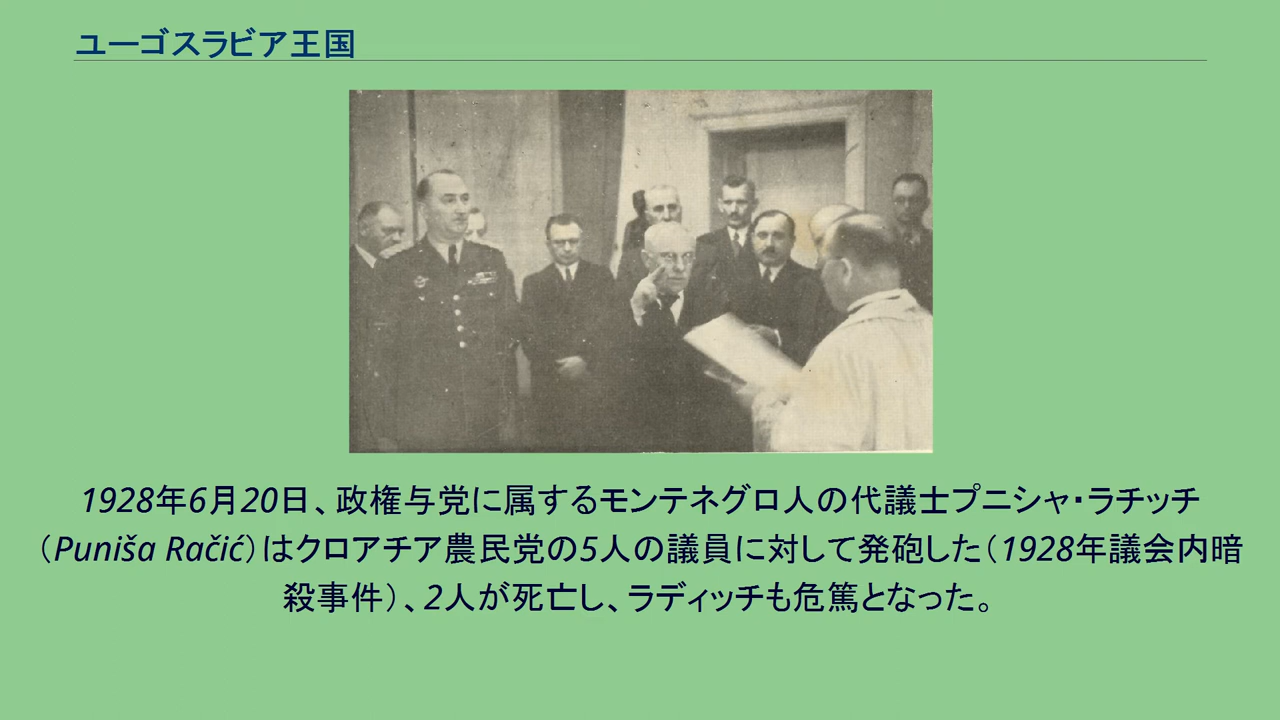 ユーゴスラビア王国
1928年6月20日、政権与党に属するモンテネグロ人の代議士プニシャ・ラチッチ
（Puniša Račić）はクロアチア農民党の5人の議員に対して発砲した（1928年議会内暗
殺事件）、2人が死亡し、ラディッチも危篤となった。